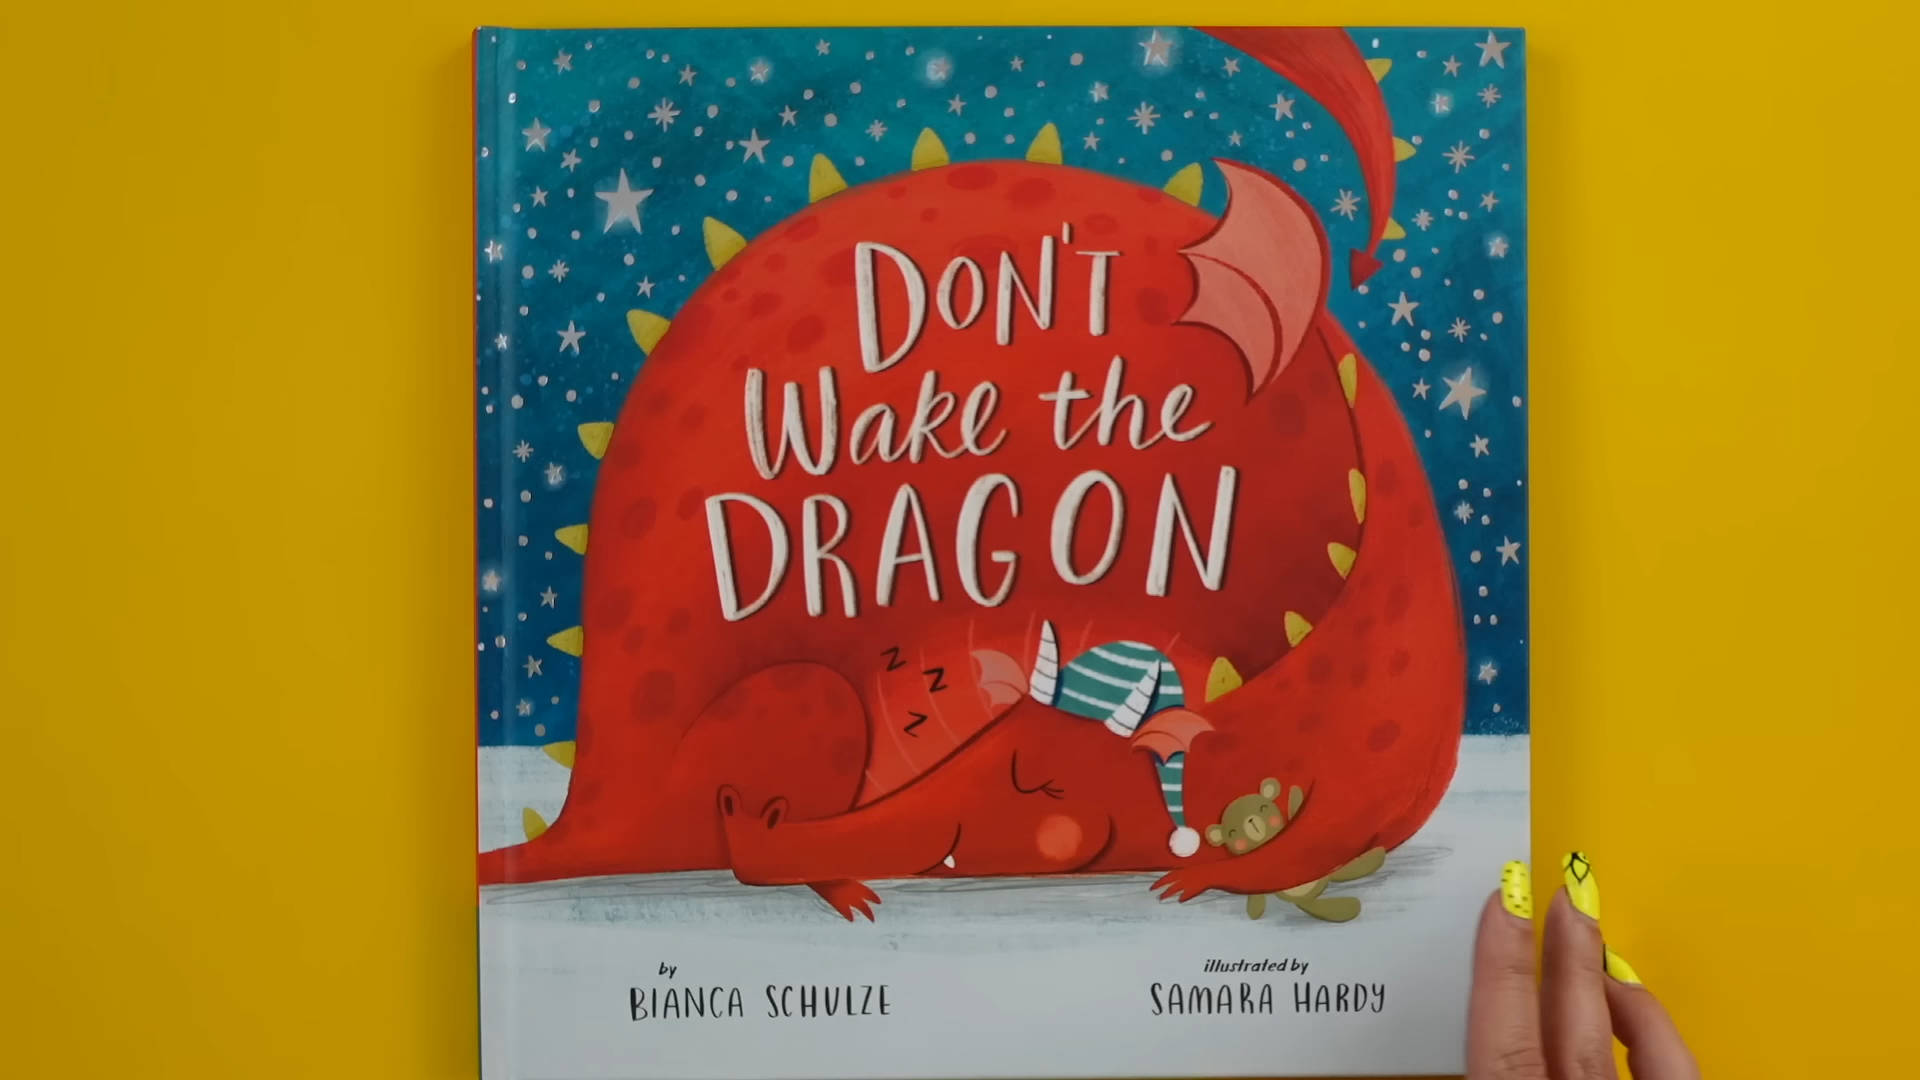 DON'T
Wake the
DRAGON
z
z
z
by
BIANCA SCHULZE
illustrated by
SAMARA HARDY